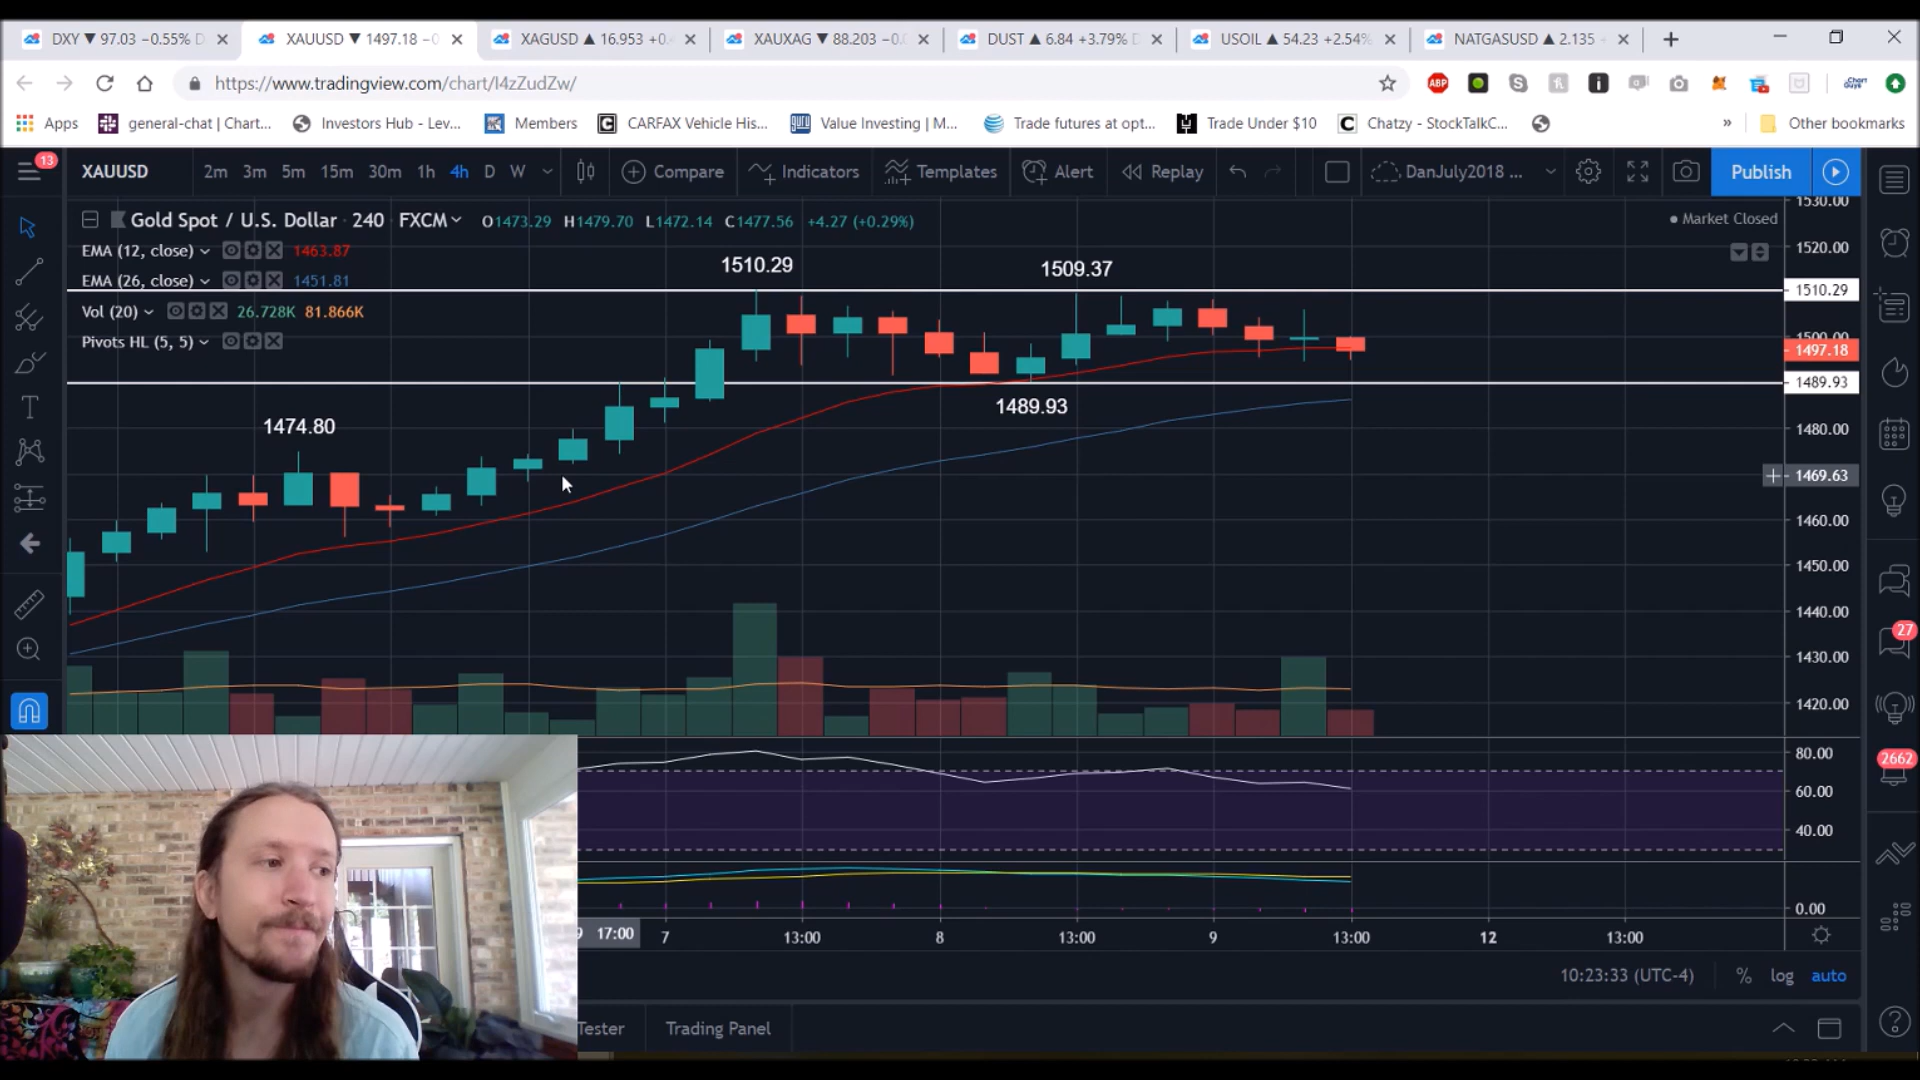 DXY ▼ 97.03 −0.55%
XAUUSD ▼ 1497.18
XAGUSD ▲ 16.953
XAUXAG ▼ 88.203
DUST ▲ 6.84 +3.79%
USOIL ▲ 54.23 +2.54%
NATGASUSD ▲ 2.135
https://www.tradingview.com/chart/I4zZudZw/
ABP
Apps
general-chat | Chart...
Investors Hub - Lev...
Members
CARFAX Vehicle His...
Value Investing | M...
Trade futures at opt...
Trade Under $10
Chatzy - StockTalkC...
»
Other bookmarks
13
XAUUSD
2m 3m 5m 15m 30m 1h 4h D W
Compare
Indicators
Templates
Alert
Replay
DanJuly2018 ...
Publish
Gold Spot / U.S. Dollar · 240 · FXCM
O1473.29 H1479.70 L1472.14 C1477.56 +4.27 (+0.29%)
Market Closed
EMA (12, close) 1463.87
EMA (26, close) 1451.81
Vol (20) 26.728K 81.866K
Pivots HL (5, 5)
1510.29
1509.37
1474.80
1489.93
1530.00
1520.00
1510.29
1500.00
1497.18
1489.93
1480.00
1469.63
1460.00
1450.00
1440.00
1430.00
1420.00
80.00
60.00
40.00
0.00
27
2662
17:00 7 13:00 8 13:00 9 13:00 12 13:00
10:23:33 (UTC-4)
% log auto
Tester
Trading Panel